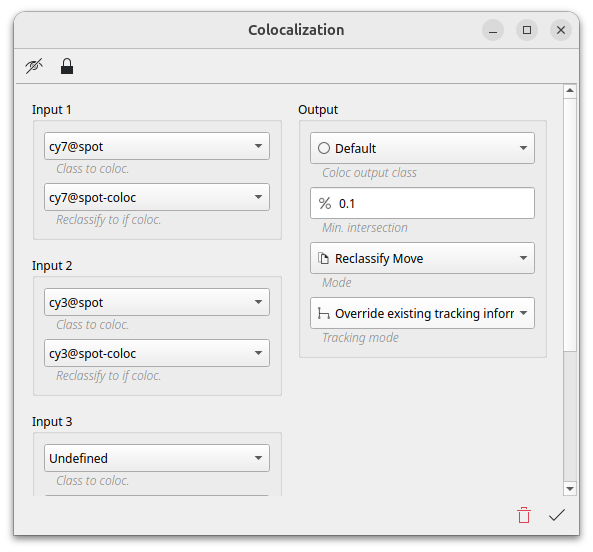 Colocalization
Input 1
cy7@spot
Class to coloc.
cy7@spot-coloc
Reclassify to if coloc.
Input 2
cy3@spot
Class to coloc.
cy3@spot-coloc
Reclassify to if coloc.
Input 3
Undefined
Class to coloc.
Output
Default
Coloc output class
% 0.1
Min. intersection
Reclassify Move
Mode
Override existing tracking inforr
Tracking mode